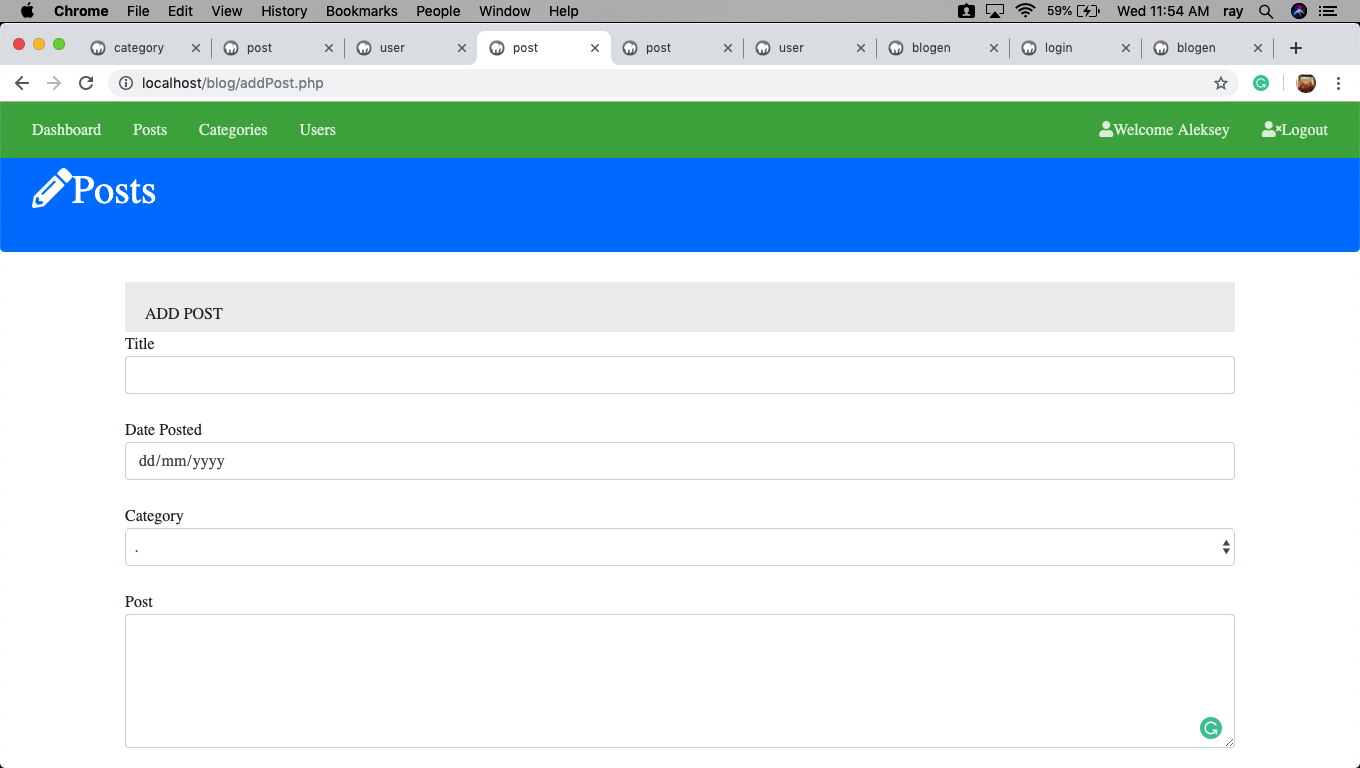 Chrome File Edit View History Bookmarks People Window Help 59% Wed 11:54 AM ray
category post user post post user blogen login blogen
localhost/blog/addPost.php
Dashboard Posts Categories Users Welcome Aleksey Logout
Posts
ADD POST
Title
Date Posted
dd/mm/yyyy
Category
.
Post